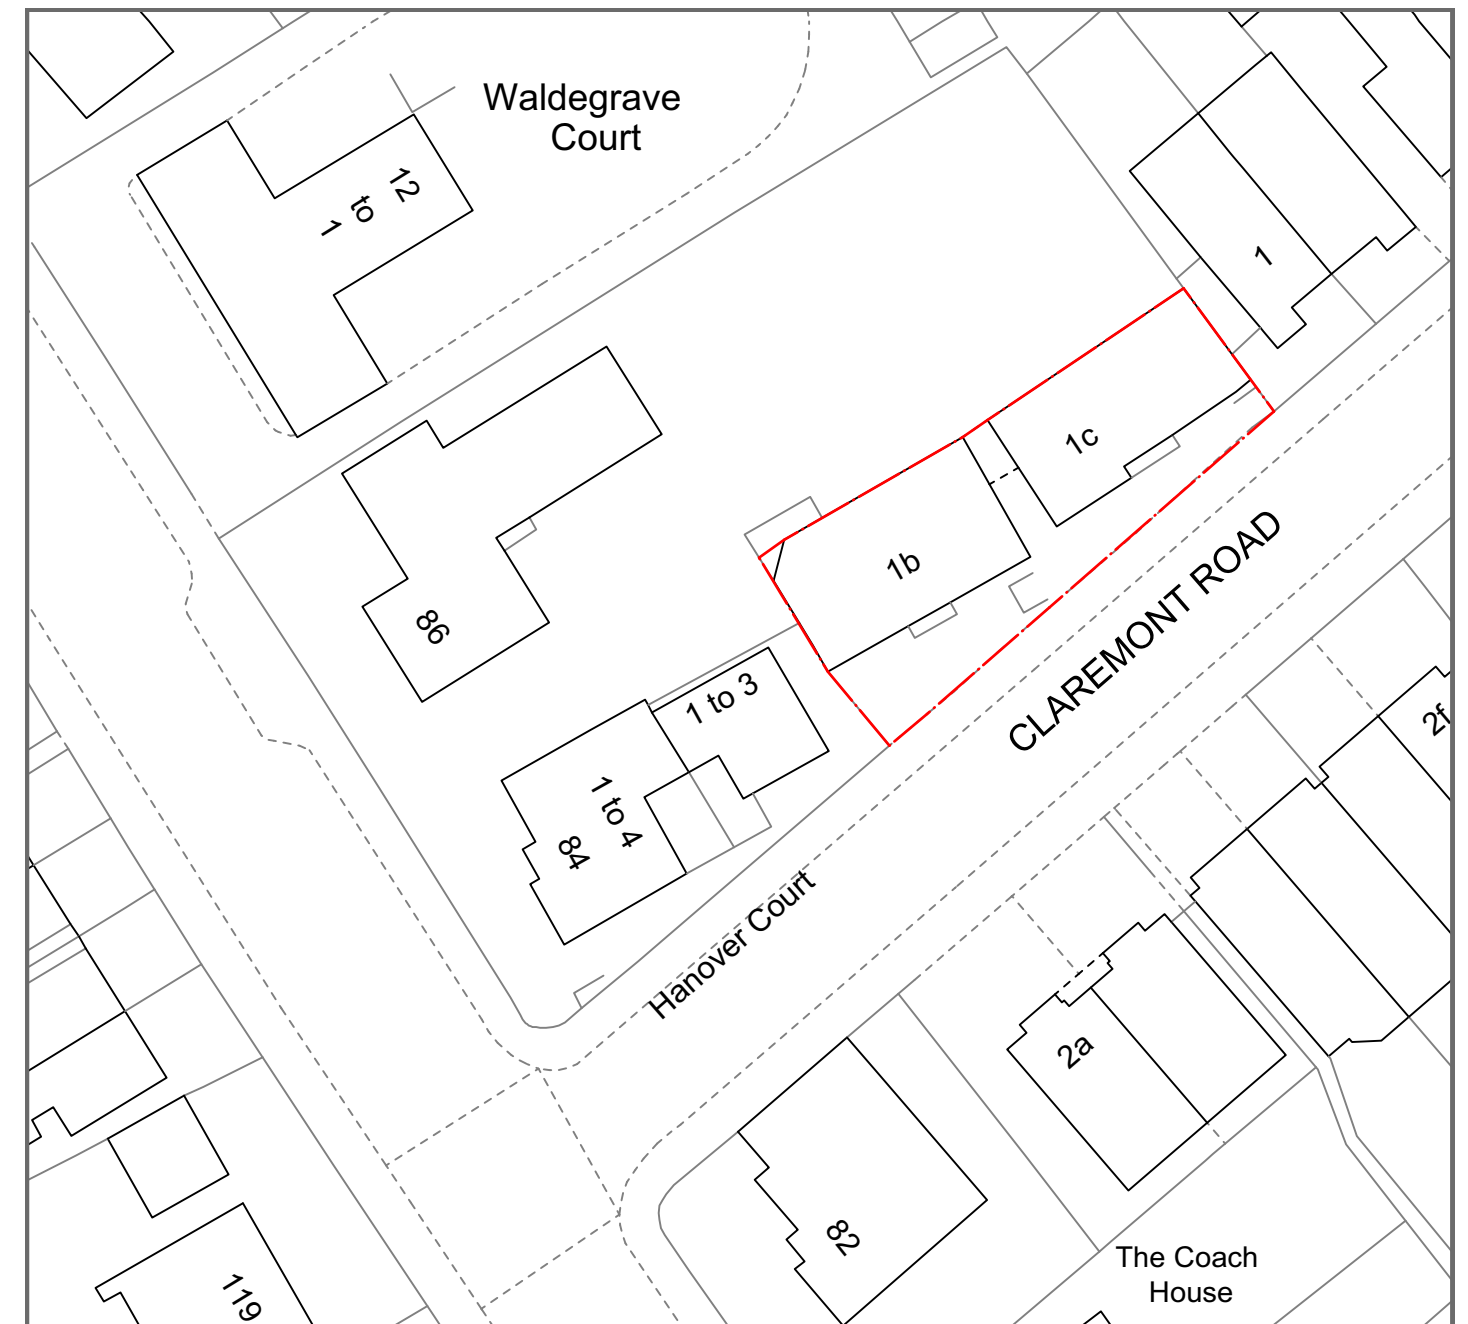 Waldegrave
Court
12
to
1
1
1c
1b
86
1 to 3
1 to 4
84
CLAREMONT ROAD
Hanover Court
2f
2a
82
119
The Coach
House